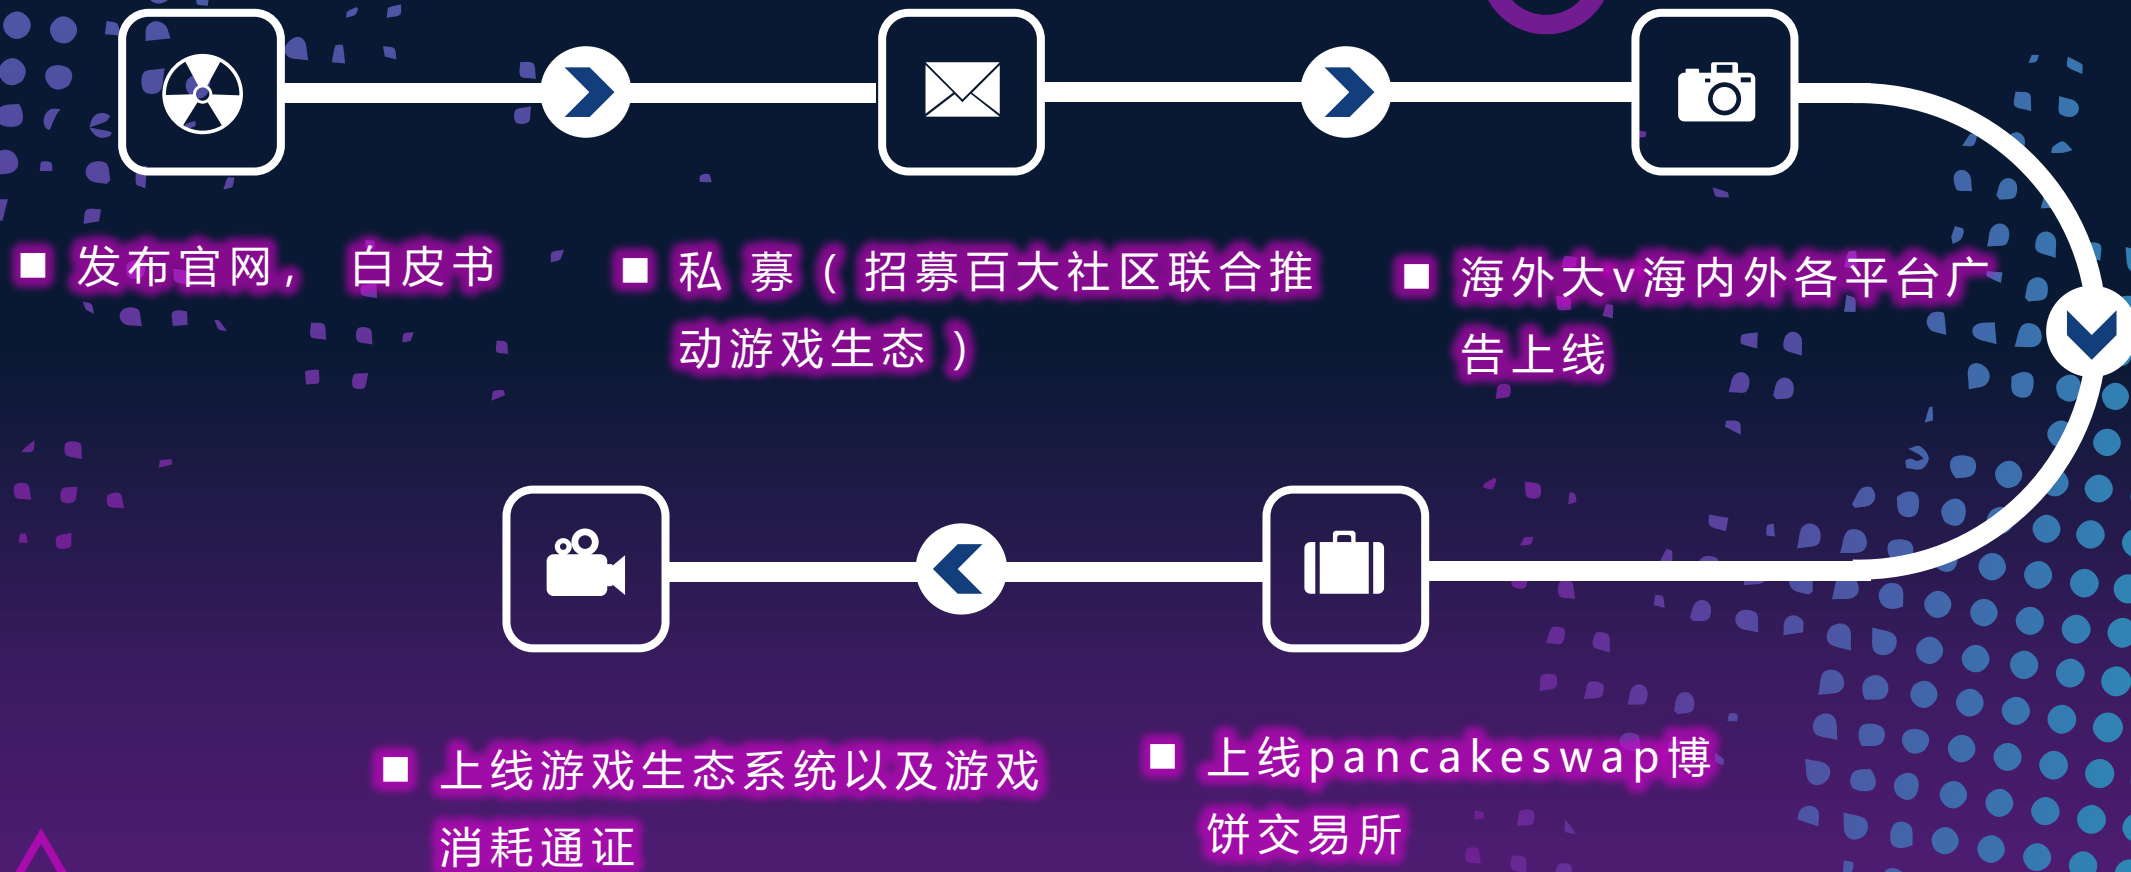 ■ 发布官网， 白皮书
■ 私 募（招募百大社区联合推
动游戏生态 ）
■ 海外大v海内外各平台广
告上线
■ 上线游戏生态系统以及游戏
消耗通证
■ 上线pancakeswap博
饼交易所